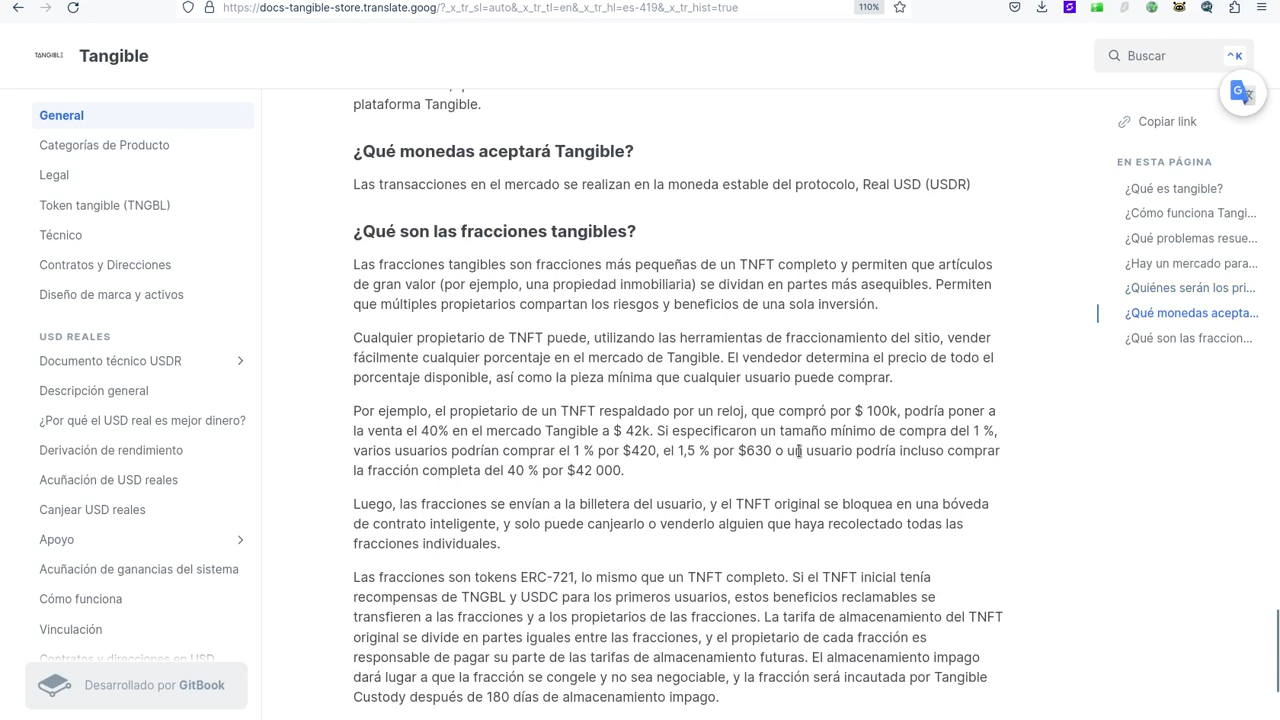 https://docs-tangible-store.translate.goog/?_x_tr_sl=auto&_x_tr_tl=en&_x_tr_hl=es-419&_x_tr_hist=true
110%
TANGIBLE
Tangible
Buscar
^K
General
Categorías de Producto
Legal
Token tangible (TNGBL)
Técnico
Contratos y Direcciones
Diseño de marca y activos
USD REALES
Documento técnico USDR
Descripción general
¿Por qué el USD real es mejor dinero?
Derivación de rendimiento
Acuñación de USD reales
Canjear USD reales
Apoyo
Acuñación de ganancias del sistema
Cómo funciona
Vinculación
Contratos y direcciones en USD
Desarrollado por GitBook
plataforma Tangible.
¿Qué monedas aceptará Tangible?
Las transacciones en el mercado se realizan en la moneda estable del protocolo, Real USD (USDR)
¿Qué son las fracciones tangibles?
Las fracciones tangibles son fracciones más pequeñas de un TNFT completo y permiten que artículos
de gran valor (por ejemplo, una propiedad inmobiliaria) se dividan en partes más asequibles. Permiten
que múltiples propietarios compartan los riesgos y beneficios de una sola inversión.
Cualquier propietario de TNFT puede, utilizando las herramientas de fraccionamiento del sitio, vender
fácilmente cualquier porcentaje en el mercado de Tangible. El vendedor determina el precio de todo el
porcentaje disponible, así como la pieza mínima que cualquier usuario puede comprar.
Por ejemplo, el propietario de un TNFT respaldado por un reloj, que compró por $ 100k, podría poner a
la venta el 40% en el mercado Tangible a $ 42k. Si especificaron un tamaño mínimo de compra del 1 %,
varios usuarios podrían comprar el 1 % por $420, el 1,5 % por $630 o un usuario podría incluso comprar
la fracción completa del 40 % por $42 000.
Luego, las fracciones se envían a la billetera del usuario, y el TNFT original se bloquea en una bóveda
de contrato inteligente, y solo puede canjearlo o venderlo alguien que haya recolectado todas las
fracciones individuales.
Las fracciones son tokens ERC-721, lo mismo que un TNFT completo. Si el TNFT inicial tenía
recompensas de TNGBL y USDC para los primeros usuarios, estos beneficios reclamables se
transfieren a las fracciones y a los propietarios de las fracciones. La tarifa de almacenamiento del TNFT
original se divide en partes iguales entre las fracciones, y el propietario de cada fracción es
responsable de pagar su parte de las tarifas de almacenamiento futuras. El almacenamiento impago
dará lugar a que la fracción se congele y no sea negociable, y la fracción será incautada por Tangible
Custody después de 180 días de almacenamiento impago.
Copiar link
EN ESTA PÁGINA
¿Qué es tangible?
¿Cómo funciona Tangi...
¿Qué problemas resue...
¿Hay un mercado para...
¿Quiénes serán los pri...
¿Qué monedas acepta...
¿Qué son las fraccion...